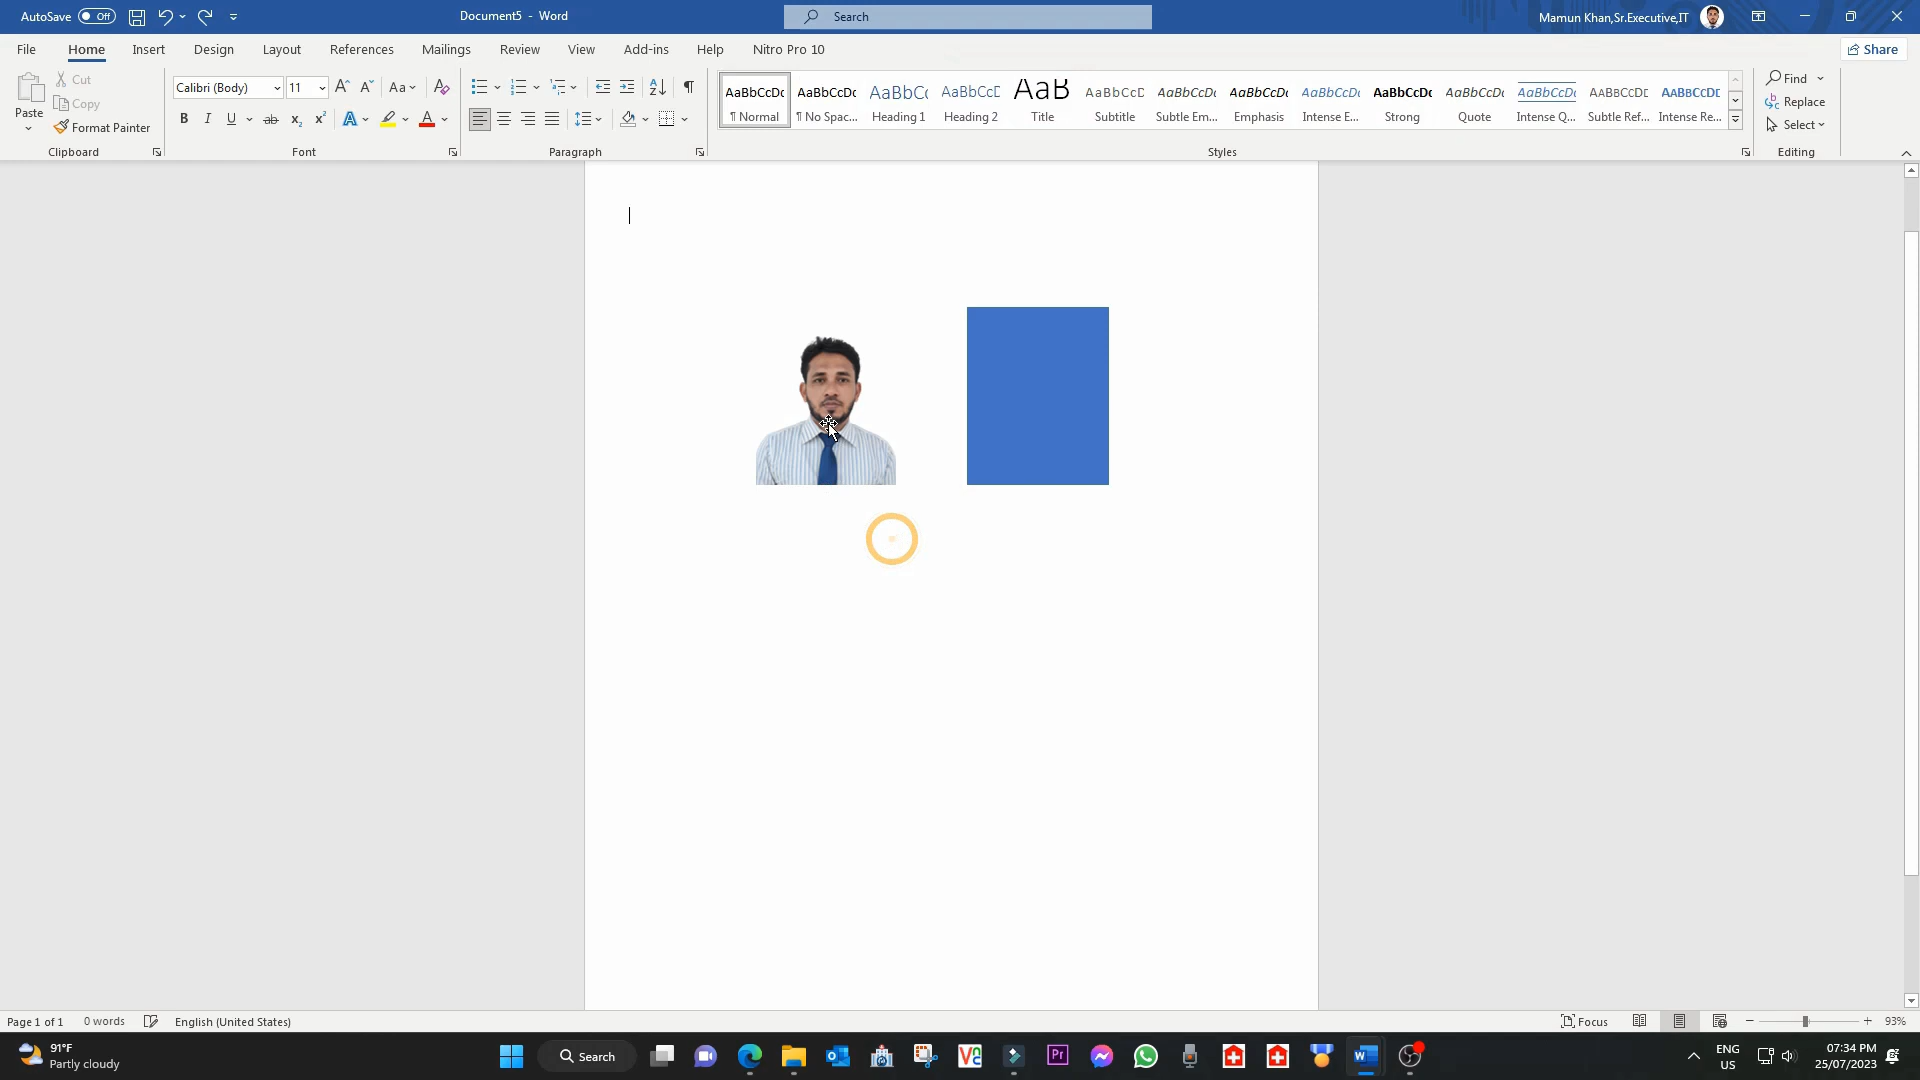 AutoSave Off
Document5 - Word
Search
Mamun Khan,Sr.Executive,IT
File Home Insert Design Layout References Mailings Review View Add-ins Help Nitro Pro 10
Share
Paste
Cut
Copy
Format Painter
Clipboard
Calibri (Body) 11
Font
Paragraph
AaBbCcDc AaBbCcDc AaBbC AaBbCcD AaB AaBbCcD AaBbCcDc AaBbCcDc AaBbCcDc AaBbCcDc AaBbCcDc AaBbCcDc AABBCCDE AABBCCDE
¶ Normal ¶ No Spac... Heading 1 Heading 2 Title Subtitle Subtle Em... Emphasis Intense E... Strong Quote Intense Q... Subtle Ref... Intense Re...
Styles
Find
Replace
Select
Editing
Page 1 of 1 0 words English (United States)
Focus 93%
91°F
Partly cloudy
Search
Pr
ENG
US
07:34 PM
25/07/2023